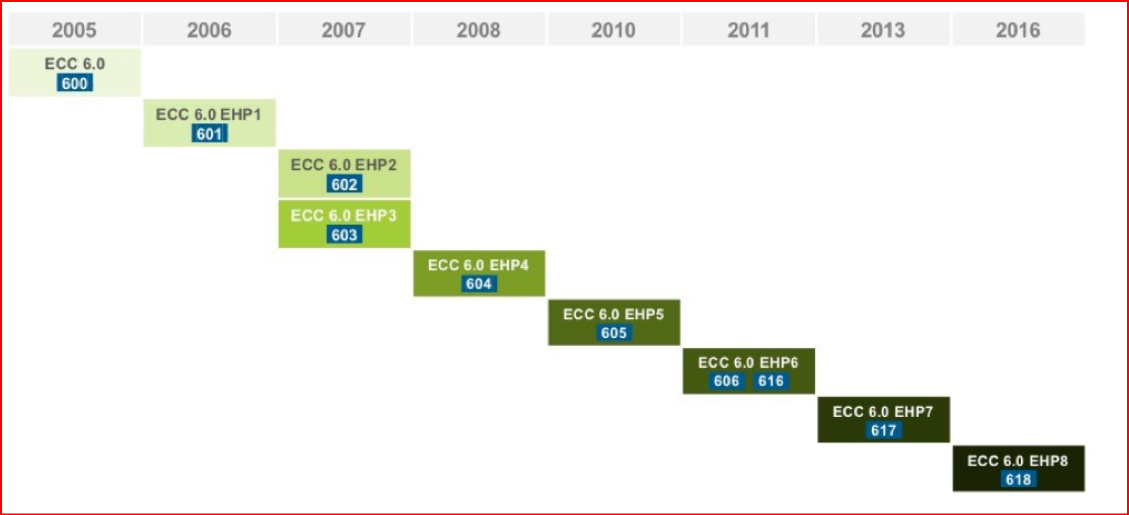 2005 2006 2007 2008 2010 2011 2013 2016
ECC 6.0
600
ECC 6.0 EHP1
601
ECC 6.0 EHP2
602
ECC 6.0 EHP3
603
ECC 6.0 EHP4
604
ECC 6.0 EHP5
605
ECC 6.0 EHP6
606 616
ECC 6.0 EHP7
617
ECC 6.0 EHP8
618